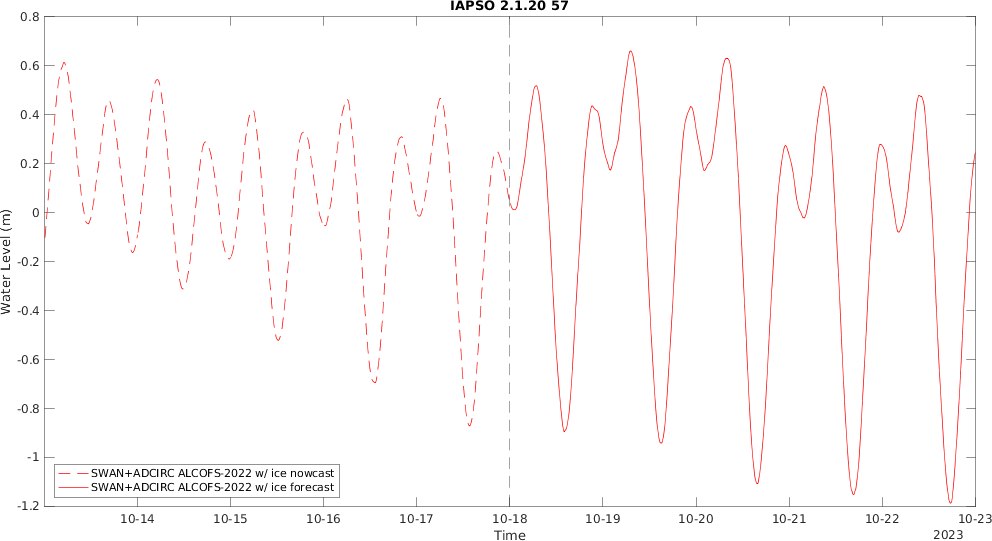 IAPSO 2.1.20 57
Water Level (m)
0.8
0.6
0.4
0.2
0
-0.2
-0.4
-0.6
-0.8
-1
-1.2
SWAN+ADCIRC ALCOFS-2022 w/ ice nowcast
SWAN+ADCIRC ALCOFS-2022 w/ ice forecast
10-14 10-15 10-16 10-17 10-18 10-19 10-20 10-21 10-22 10-23
Time
2023